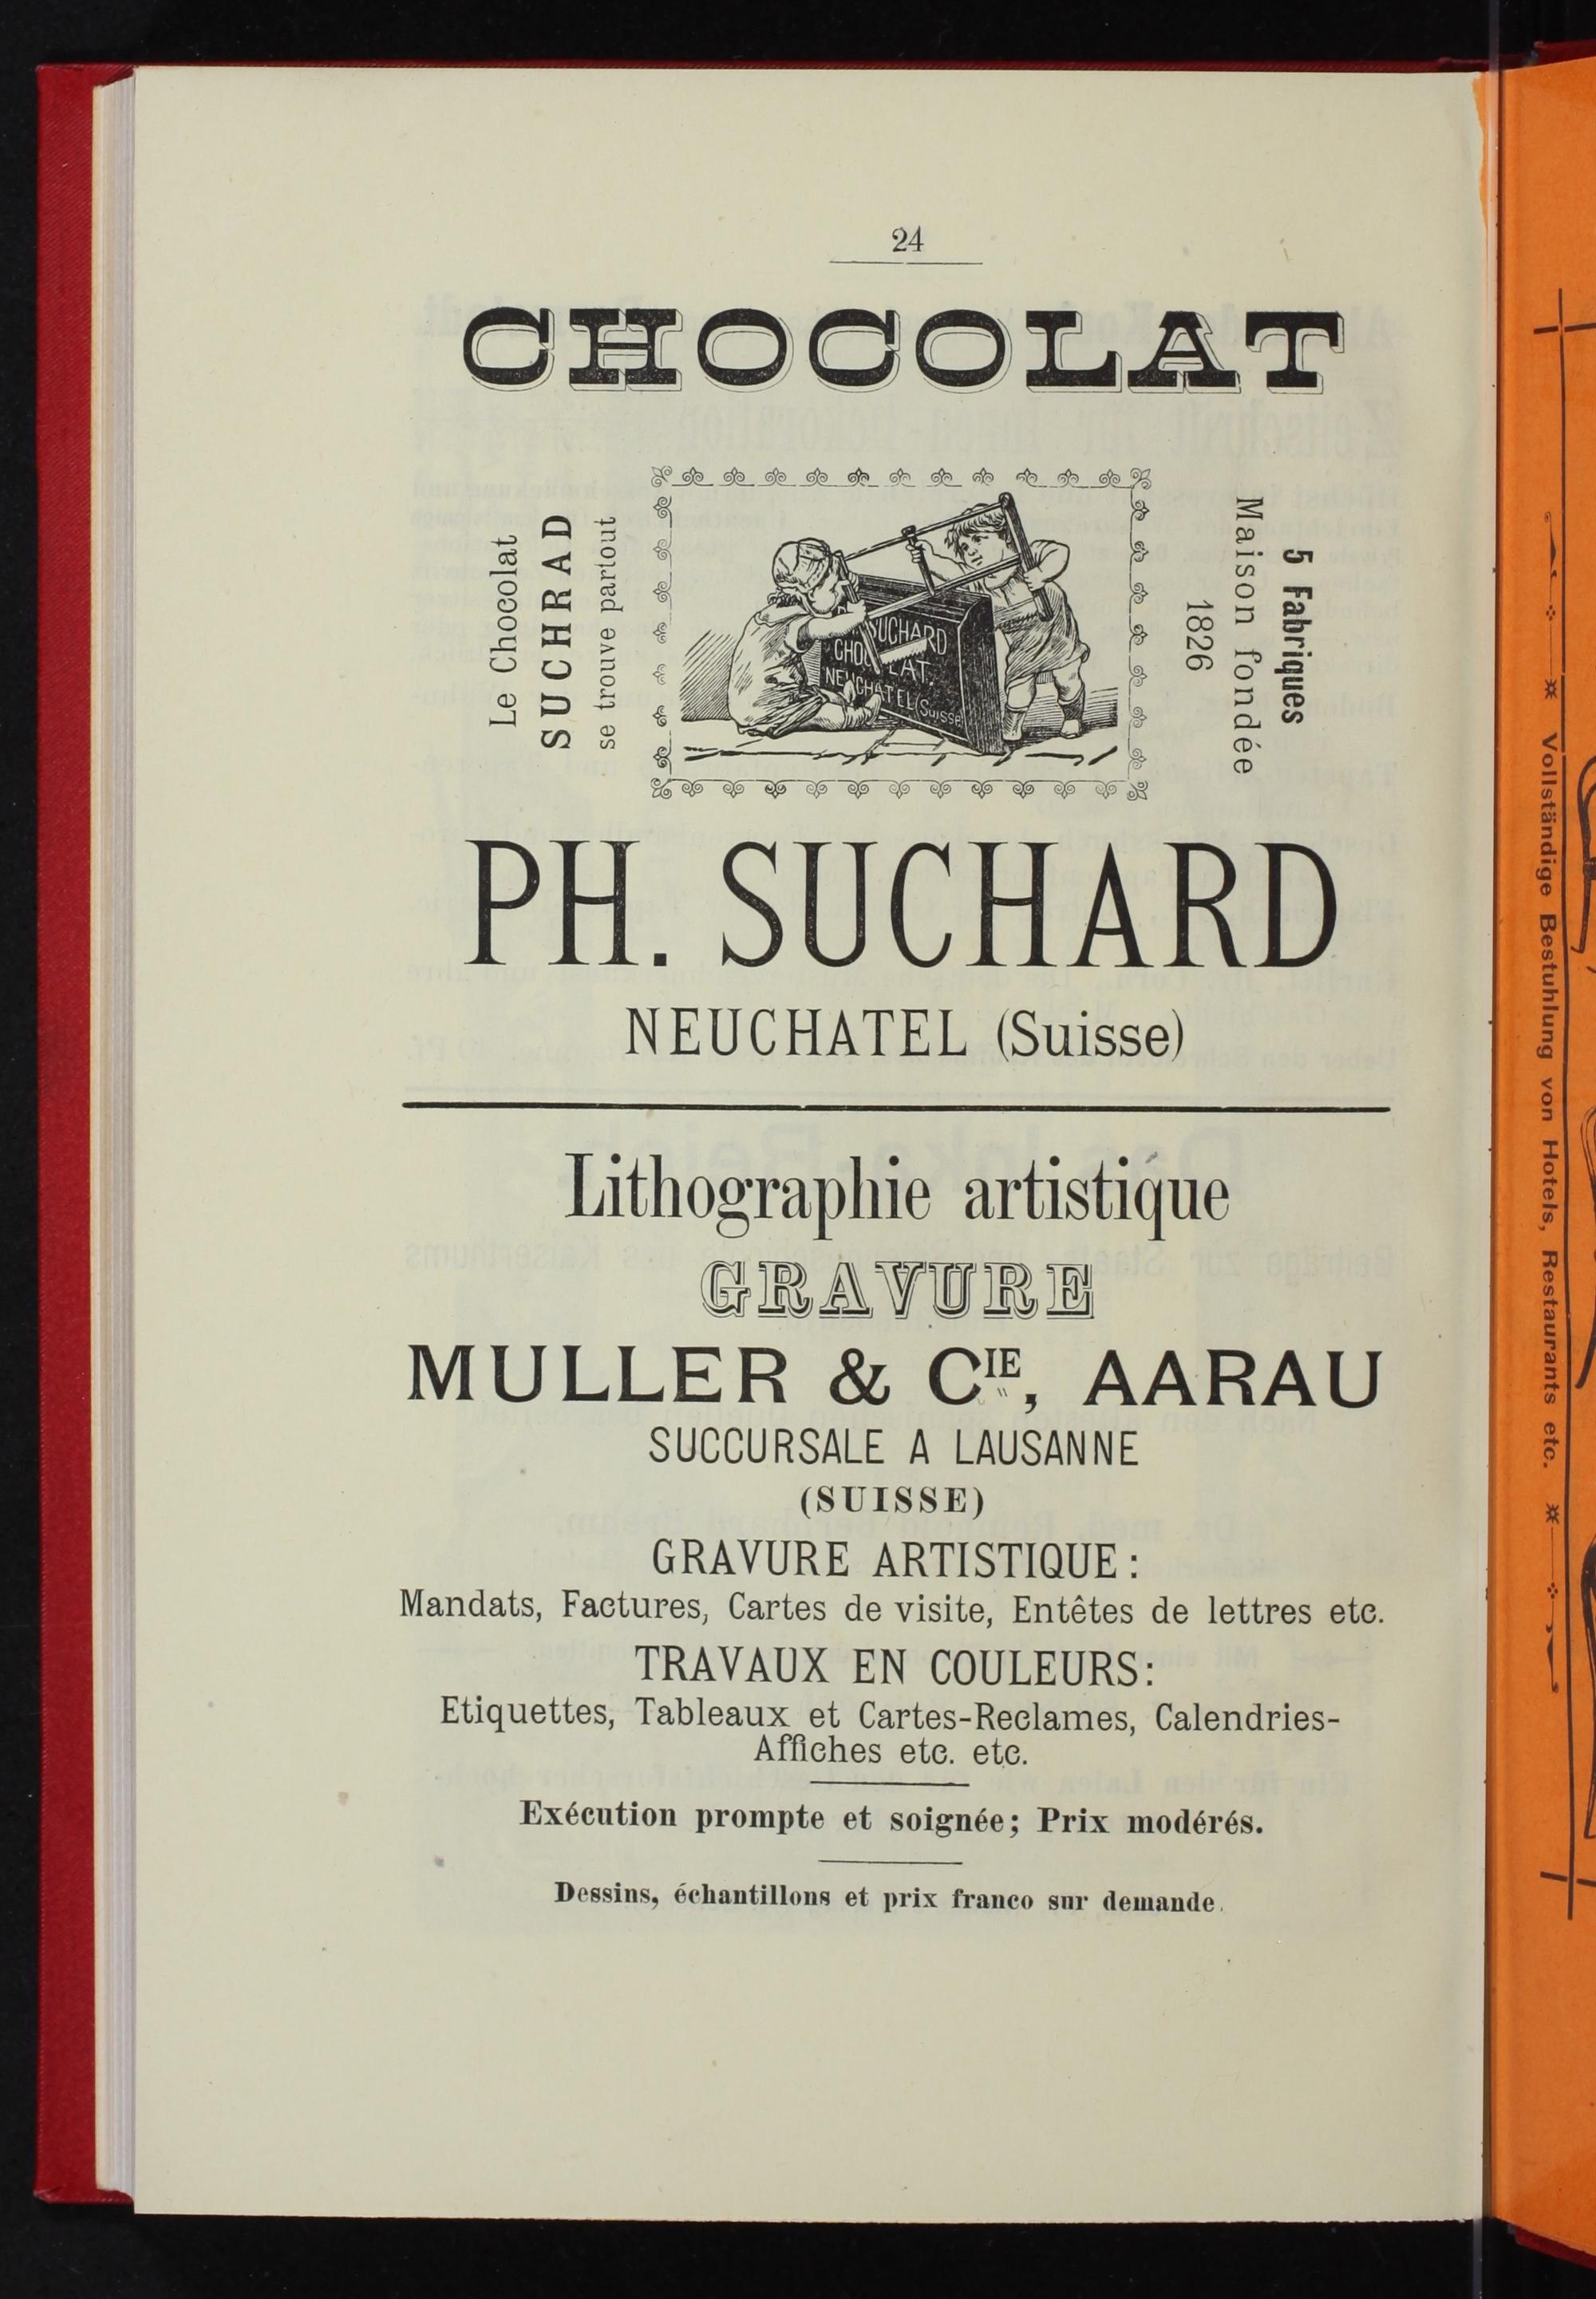 24
CHOCOLAT
Le Chocolat
SUCHRAD
se trouve partout
SUCHARD
CHOCOLAT.
NEUCHATEL (Suisse)
5 Fabriques
Maison fondée
1826
PH. SUCHARD
NEUCHATEL (Suisse)
Lithographie artistique
GRAVURE
MULLER & CIE, AARAU
SUCCURSALE A LAUSANNE
(SUISSE)
GRAVURE ARTISTIQUE:
Mandats, Factures, Cartes de visite, Entêtes de lettres etc.
TRAVAUX EN COULEURS:
Etiquettes, Tableaux et Cartes-Reclames, Calendries-
Affiches etc. etc.
Exécution prompte et soignée; Prix modérés.
Dessins, échantillons et prix franco sur demande.
Vollständige Bestuhlung von Hotels, Restaurants etc.